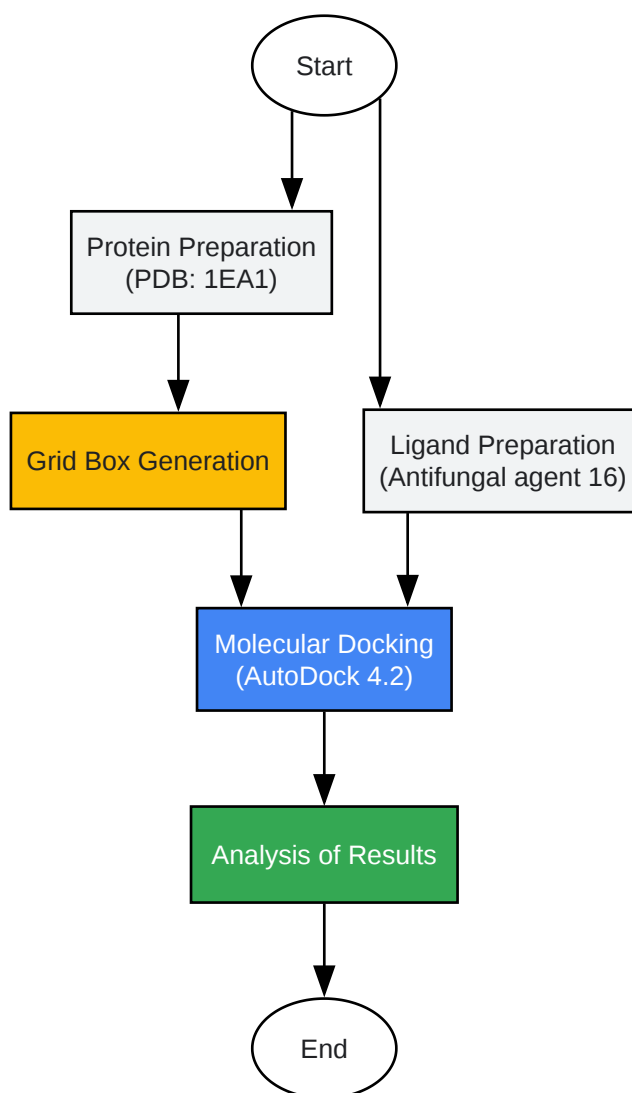 Start
Protein Preparation
(PDB: 1EA1)
Grid Box Generation
Ligand Preparation
(Antifungal agent 16)
Molecular Docking
(AutoDock 4.2)
Analysis of Results
End